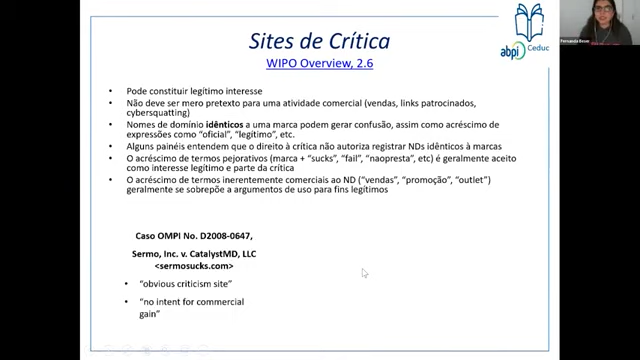 Sites de Crítica
WIPO Overview, 2.6
abpi Ceduc
Fernanda Beser
• Pode constituir legítimo interesse
• Não deve ser mero pretexto para uma atividade comercial (vendas, links patrocinados,
cybersquatting)
• Nomes de domínio idênticos a uma marca podem gerar confusão, assim como acréscimo de
expressões como "oficial", "legítimo", etc.
• Alguns painéis entendem que o direito à crítica não autoriza registrar NDs idênticos à marcas
• O acréscimo de termos pejorativos (marca + "sucks", "fail", "naopresta", etc) é geralmente aceito
como interesse legítimo e parte da crítica
• O acréscimo de termos inerentemente comerciais ao ND ("vendas", "promoção", "outlet")
geralmente se sobrepõe a argumentos de uso para fins legítimos
Caso OMPI No. D2008-0647,
Sermo, Inc. v. CatalystMD, LLC
<sermosucks.com>
• "obvious criticism site"
• "no intent for commercial
gain"